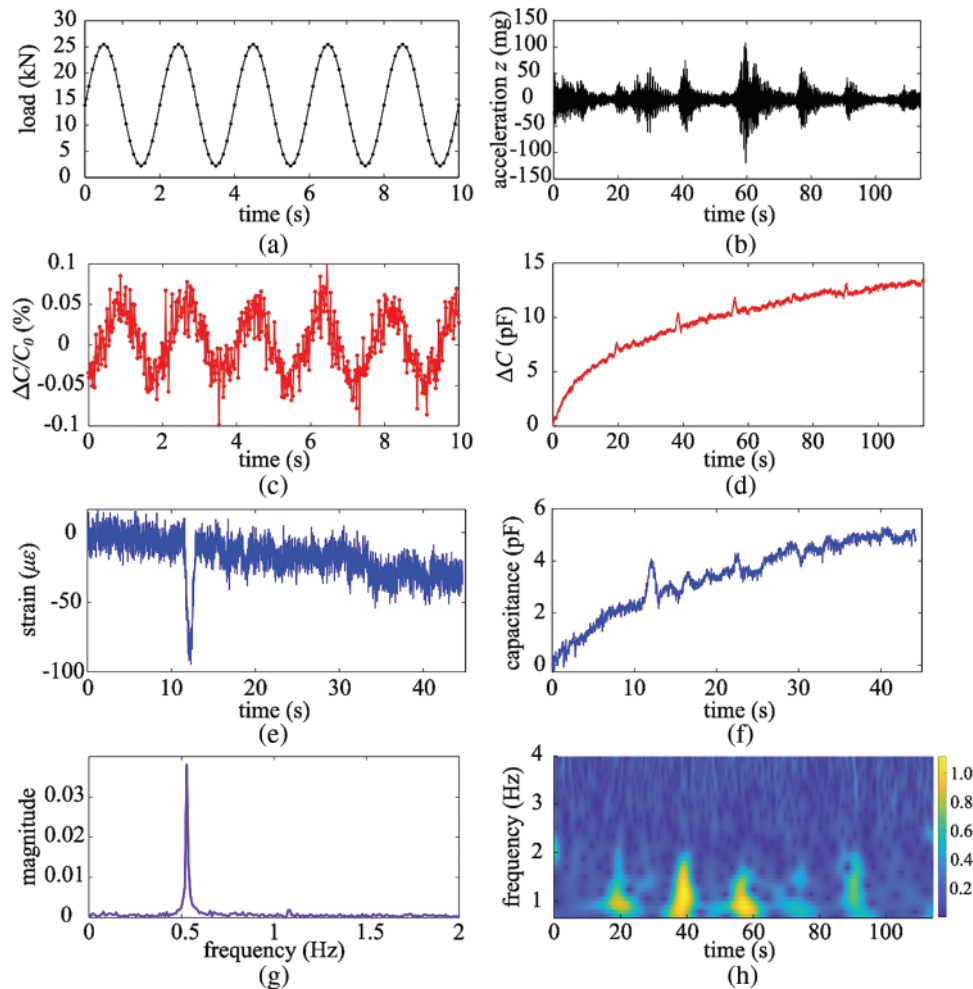 30
25
20
15
10
5
0
load (kN)
0 2 4 6 8 10
time (s)
(a)
150
100
50
0
-50
-100
-150
acceleration z (mg)
0 20 40 60 80 100
time (s)
(b)
0.1
0.05
0
-0.05
-0.1
ΔC/C₀ (%)
0 2 4 6 8 10
time (s)
(c)
15
10
5
0
ΔC (pF)
0 20 40 60 80 100
time (s)
(d)
0
-50
-100
strain (με)
0 10 20 30 40
time (s)
(e)
6
4
2
0
capacitance (pF)
0 10 20 30 40
time (s)
(f)
0.03
0.02
0.01
0
magnitude
0 0.5 1 1.5 2
frequency (Hz)
(g)
4
3
2
1
frequency (Hz)
0 20 40 60 80 100
time (s)
1.0
0.8
0.6
0.4
0.2
(h)